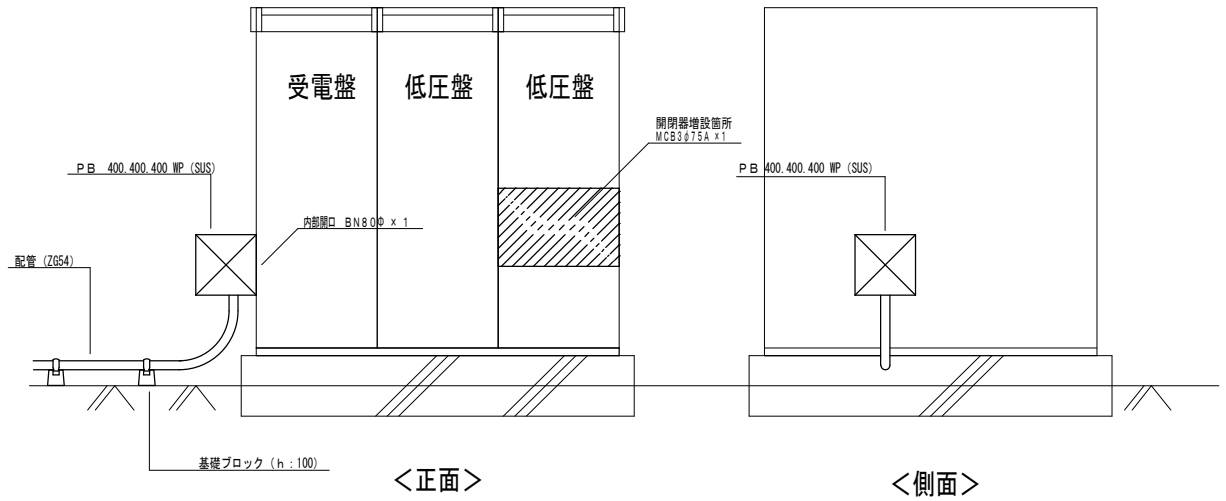 受電盤
低圧盤
低圧盤
開閉器増設箇所
MCB3φ75A ×1
ＰＢ 400.400.400 WP (SUS)
ＰＢ 400.400.400 WP (SUS)
内部開口 BN80Φ × 1
配管 (ZG54)
基礎ブロック (h：100)
＜正面＞
＜側面＞